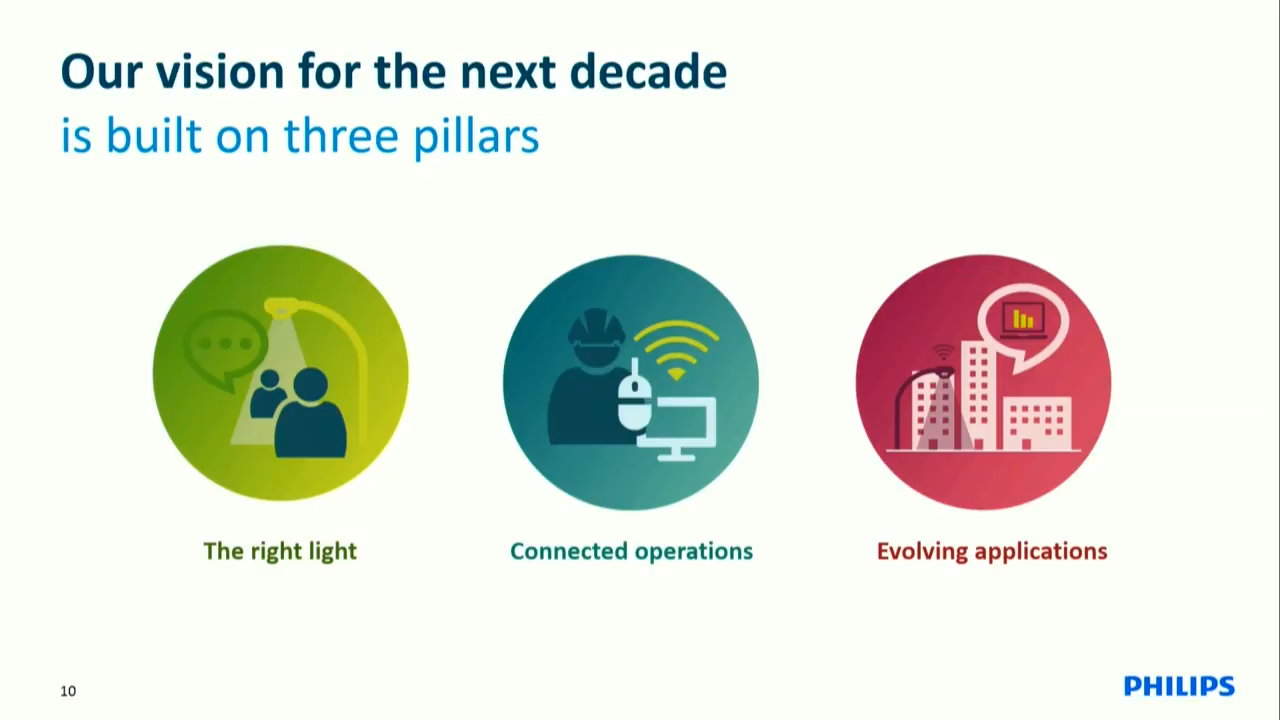 Our vision for the next decade
is built on three pillars
The right light
Connected operations
Evolving applications
10
PHILIPS